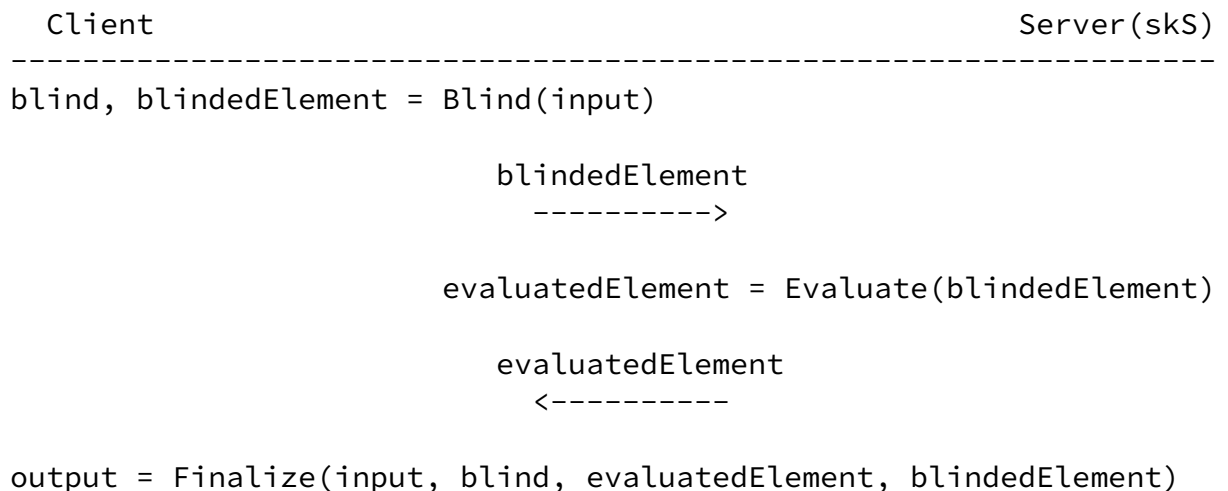 Client                                                Server(skS)
-------------------------------------------------------------------
blind, blindedElement = Blind(input)
blindedElement
---------->
evaluatedElement = Evaluate(blindedElement)
evaluatedElement
<----------
output = Finalize(input, blind, evaluatedElement, blindedElement)